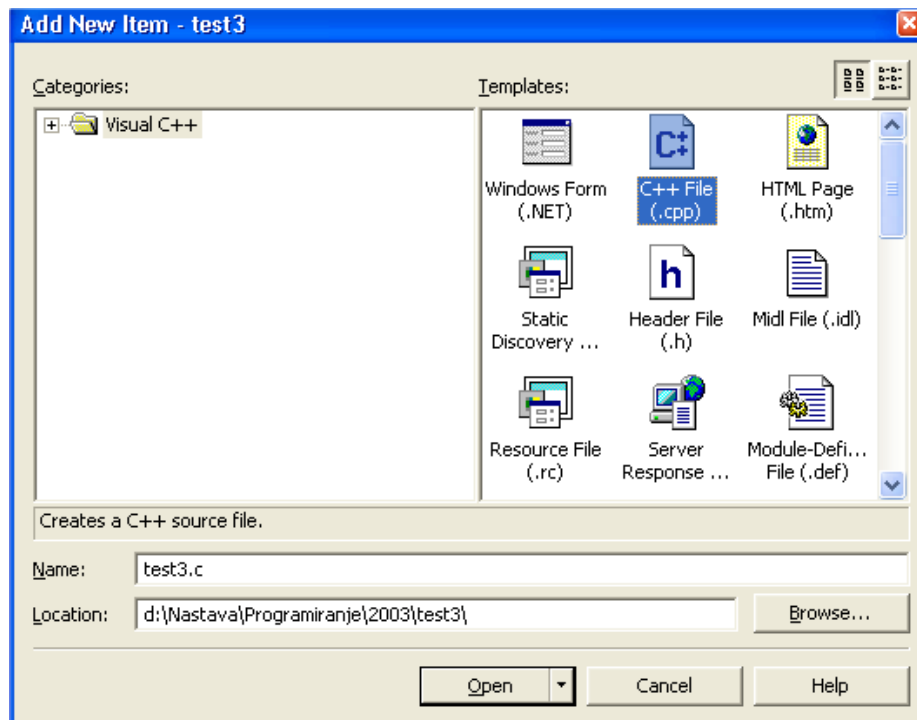 Add New Item - test3
Categories:
Templates:
Visual C++
Windows Form
(.NET)
C++ File
(.cpp)
HTML Page
(.htm)
Static
Discovery ...
Header File
(.h)
Midl File (.idl)
Resource File
(.rc)
Server
Response ...
Module-Defi...
File (.def)
Creates a C++ source file.
Name:
test3.c
Location:
d:\Nastava\Programiranje\2003\test3\
Browse...
Open
Cancel
Help